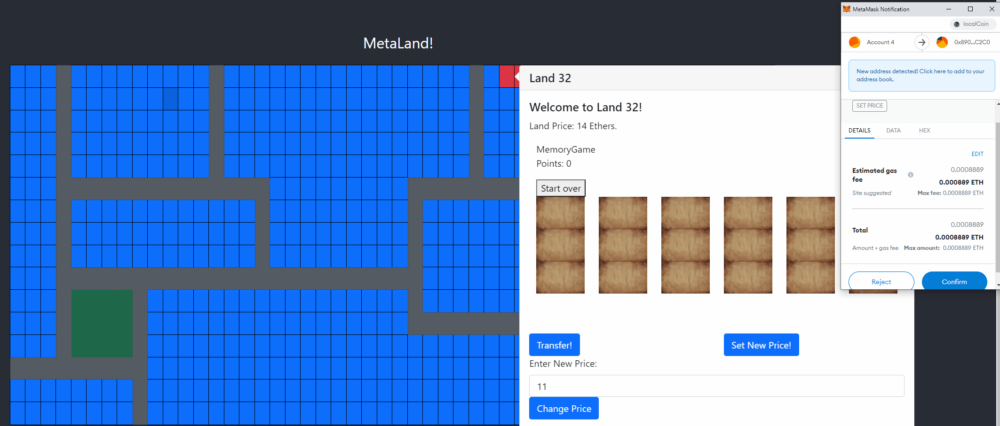 MetaLand!
Land 32
Welcome to Land 32!
Land Price: 14 Ethers.
MemoryGame
Points: 0
Start over
Transfer!
Set New Price!
Enter New Price:
11
Change Price
MetaMask Notification
localCoin
Account 4
0x890...C2C0
New address detected! Click here to add to your
address book.
SET PRICE
DETAILS
DATA
HEX
EDIT
Estimated gas
fee
0.0008889
0.000889 ETH
Site suggested
Max fee: 0.0008889 ETH
0.0008889
Total
0.0008889 ETH
Amount + gas fee
Max amount: 0.0008889 ETH
Reject
Confirm